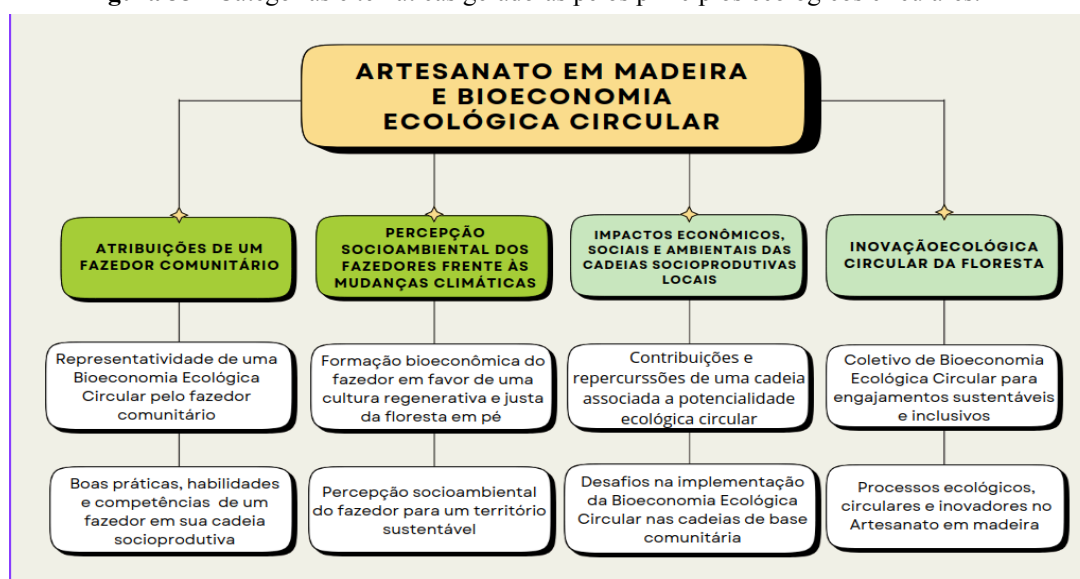 ARTESANATO EM MADEIRA
E BIOECONOMIA
ECOLÓGICA CIRCULAR
ATRIBUIÇÕES DE UM
FAZEDOR COMUNITÁRIO
PERCEPÇÃO
SOCIOAMBIENTAL DOS
FAZEDORES FRENTE ÀS
MUDANÇAS CLIMÁTICAS
IMPACTOS ECONÔMICOS,
SOCIAIS E AMBIENTAIS DAS
CADEIAS SOCIOPRODUTIVAS
LOCAIS
INOVAÇÃOECOLÓGICA
CIRCULAR DA FLORESTA
Representatividade de uma
Bioeconomia Ecológica
Circular pelo fazedor
comunitário
Formação bioeconômica do
fazedor em favor de uma
cultura regenerativa e justa
da floresta em pé
Contribuições e
repercurssões de uma cadeia
associada a potencialidade
ecológica circular
Coletivo de Bioeconomia
Ecológica Circular para
engajamentos sustentáveis
e inclusivos
Boas práticas, habilidades
e competências de um
fazedor em sua cadeia
socioprodutiva
Percepção socioambiental
do fazedor para um território
sustentável
Desafios na implementação
da Bioeconomia Ecológica
Circular nas cadeias de base
comunitária
Processos ecológicos,
circulares e inovadores no
Artesanato em madeira